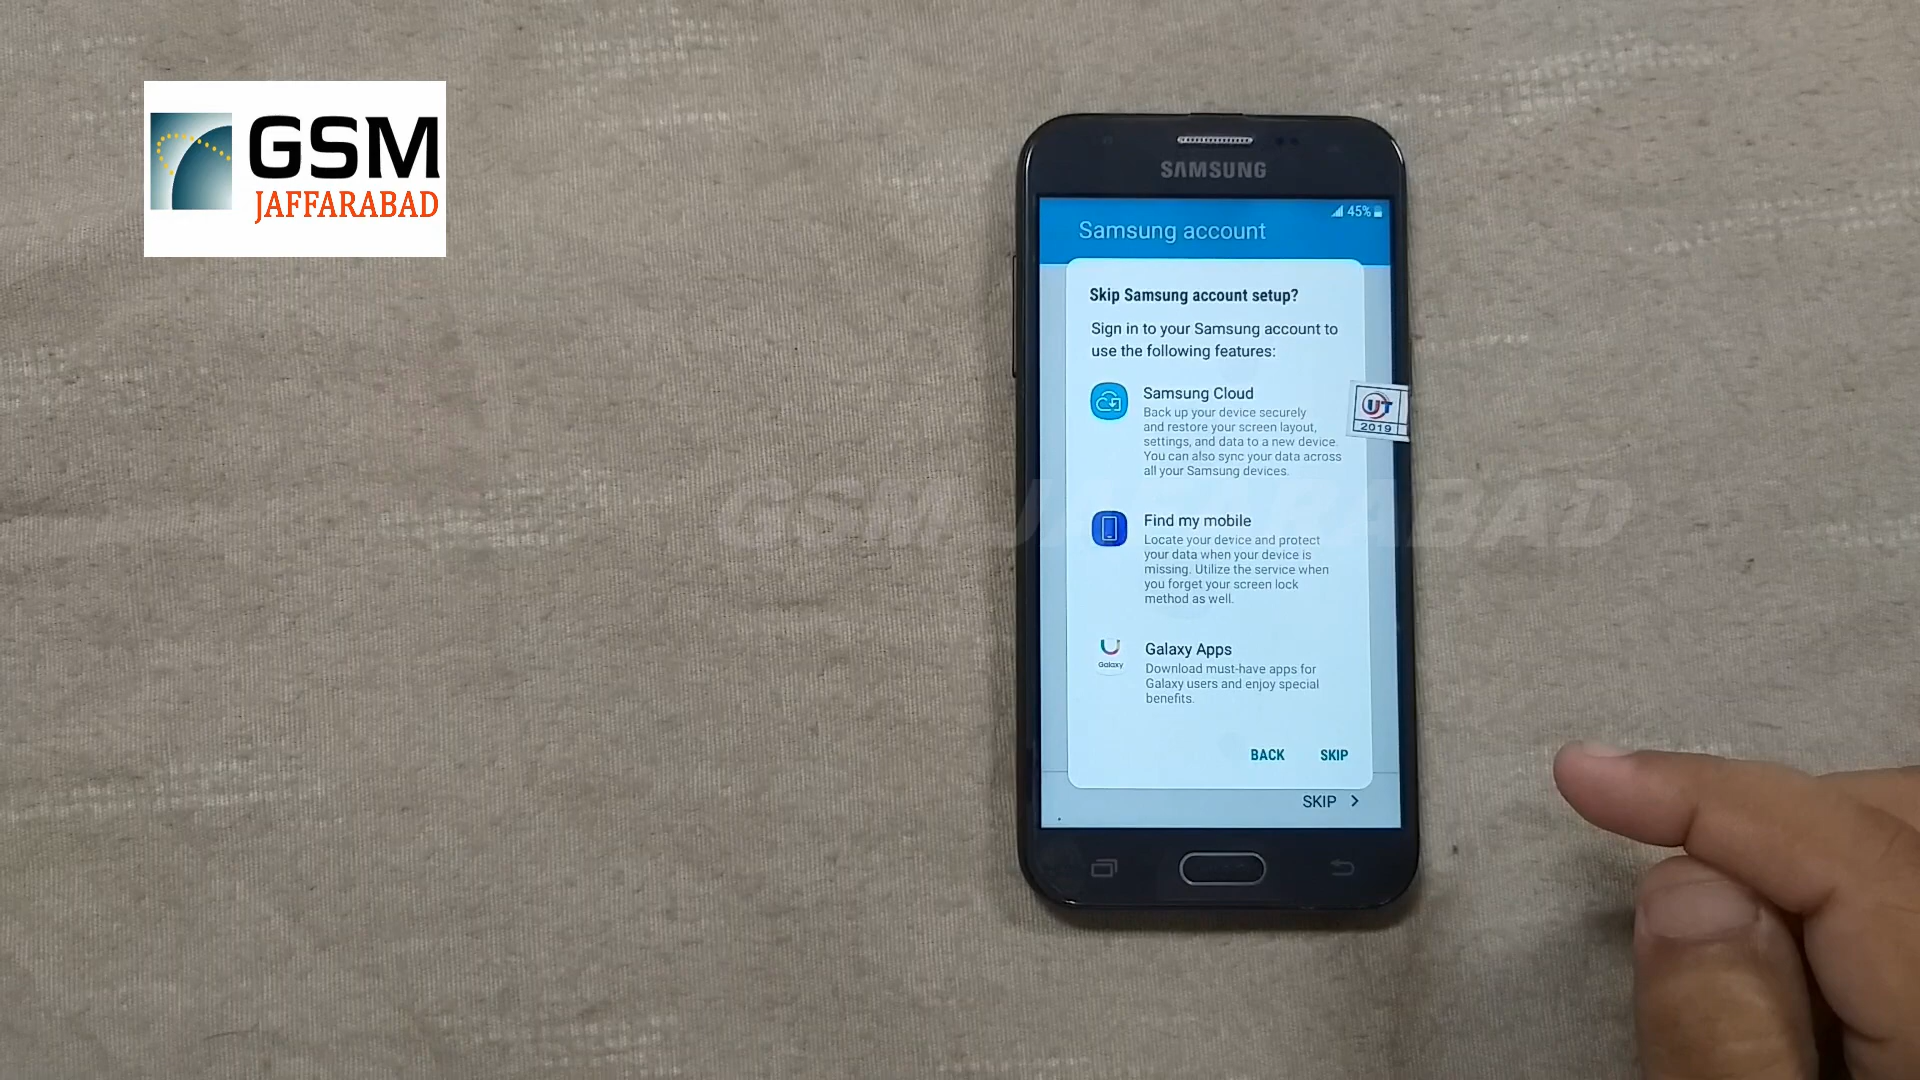 GSM
JAFFARABAD
SAMSUNG
45%
Samsung account
Skip Samsung account setup?
Sign in to your Samsung account to
use the following features:
Samsung Cloud
Back up your device securely
and restore your screen layout,
settings, and data to a new device.
You can also sync your data across
all your Samsung devices.
UT
2019
GSM JAFFARABAD
Find my mobile
Locate your device and protect
your data when your device is
missing. Utilize the service when
you forget your screen lock
method as well.
Galaxy
Galaxy Apps
Download must-have apps for
Galaxy users and enjoy special
benefits.
BACK SKIP
SKIP